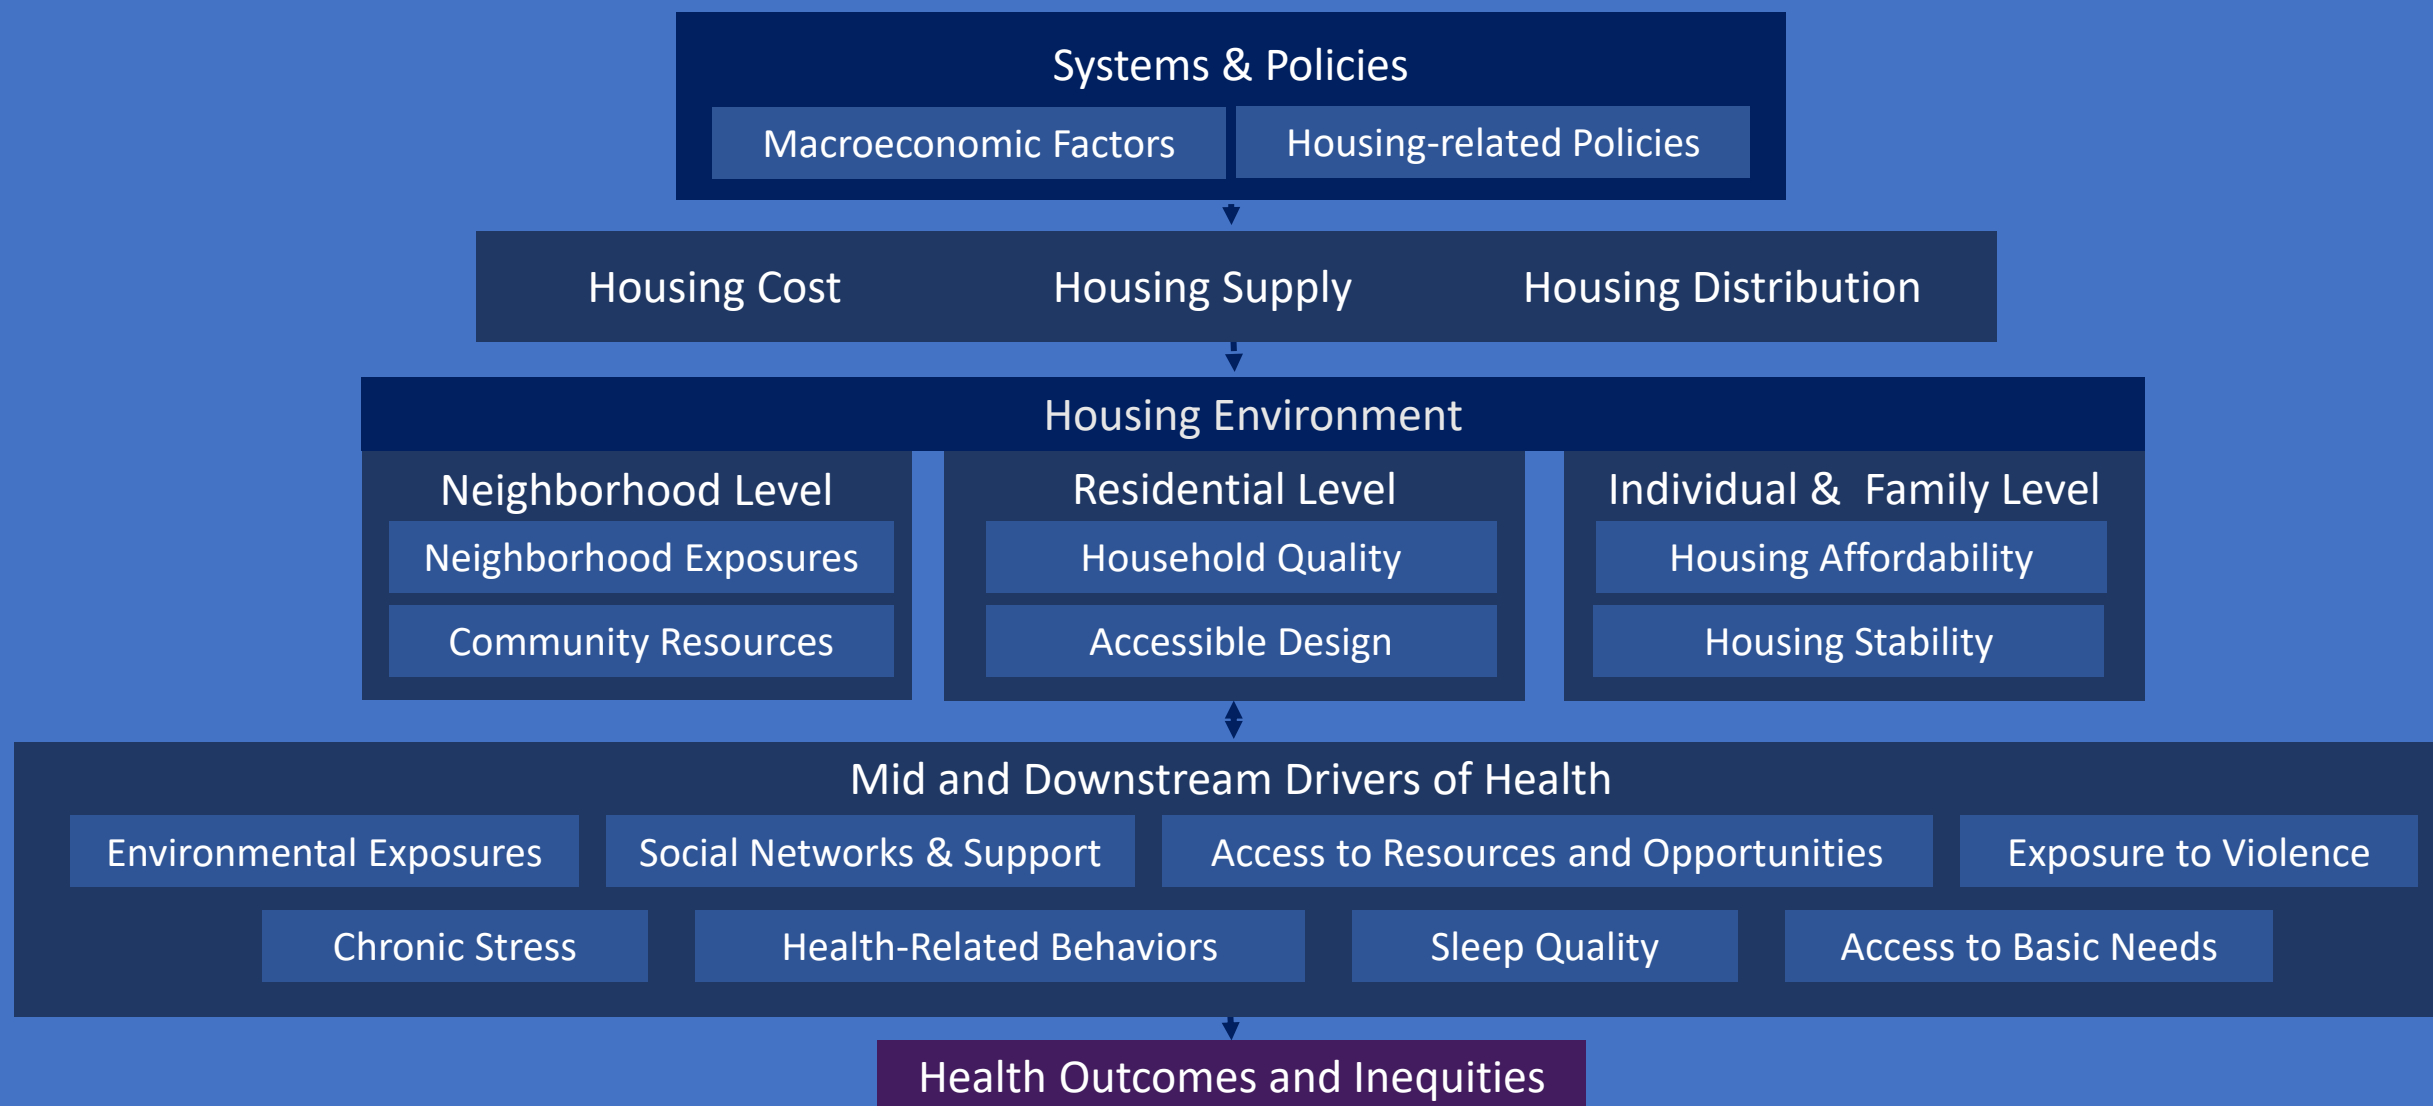 Systems & Policies
Macroeconomic Factors
Housing-related Policies
Housing Cost
Housing Supply
Housing Distribution
Housing Environment
Neighborhood Level
Neighborhood Exposures
Community Resources
Residential Level
Household Quality
Accessible Design
Individual &  Family Level
Housing Affordability
Housing Stability
Mid and Downstream Drivers of Health
Environmental Exposures
Social Networks & Support
Access to Resources and Opportunities
Exposure to Violence
Chronic Stress
Health-Related Behaviors
Sleep Quality
Access to Basic Needs
Health Outcomes and Inequities